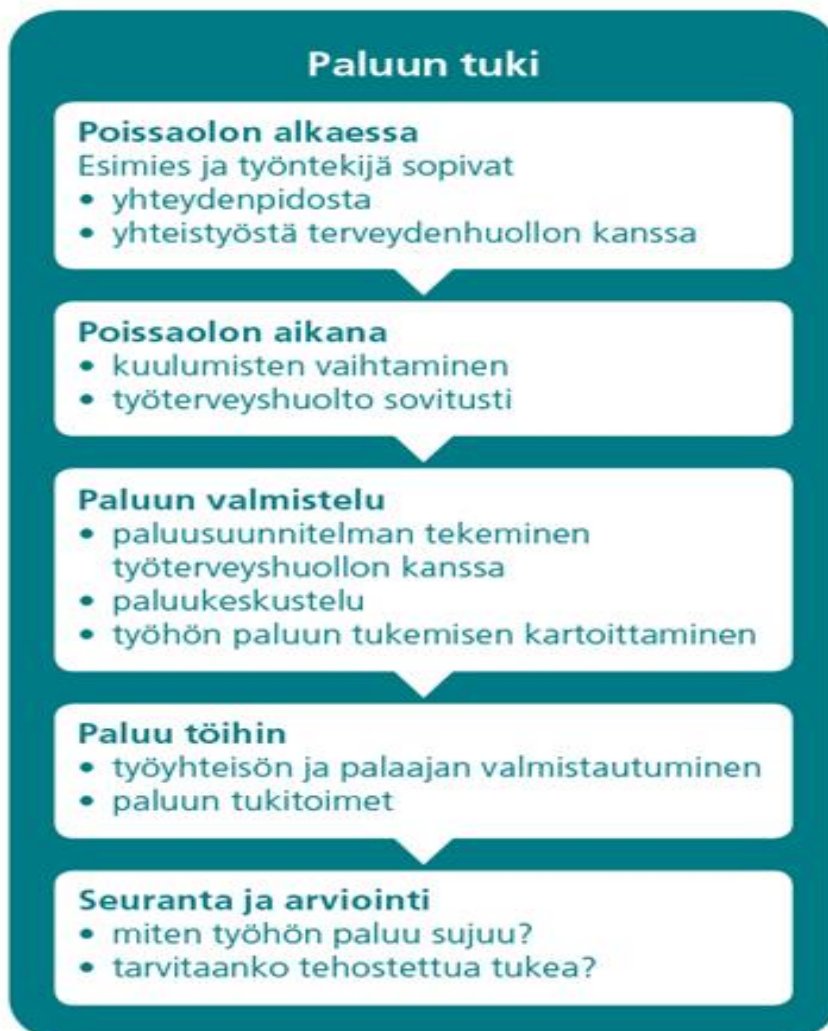 Paluun tuki
Poissaolon alkaessa
Esimies ja työntekijä sopivat
• yhteydenpidosta
• yhteistyöstä terveydenhuollon kanssa
Poissaolon aikana
• kuulumisten vaihtaminen
• työterveyshuolto sovitusti
Paluun valmistelu
• paluusuunnitelman tekeminen
työterveyshuollon kanssa
• paluukeskustelu
• työhön paluun tukemisen kartoittaminen
Paluu töihin
• työyhteisön ja palaajan valmistautuminen
• paluun tukitoimet
Seuranta ja arviointi
• miten työhön paluu sujuu?
• tarvitaanko tehostettua tukea?